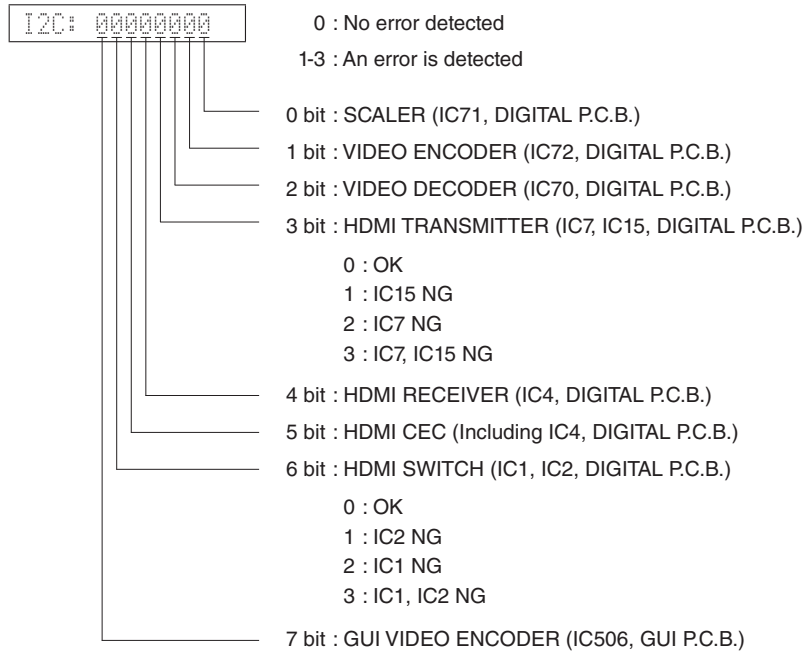 I2C: 00000000
0 : No error detected
1-3 : An error is detected
0 bit : SCALER (IC71, DIGITAL P.C.B.)
1 bit : VIDEO ENCODER (IC72, DIGITAL P.C.B.)
2 bit : VIDEO DECODER (IC70, DIGITAL P.C.B.)
3 bit : HDMI TRANSMITTER (IC7, IC15, DIGITAL P.C.B.)
0 : OK
1 : IC15 NG
2 : IC7 NG
3 : IC7, IC15 NG
4 bit : HDMI RECEIVER (IC4, DIGITAL P.C.B.)
5 bit : HDMI CEC (Including IC4, DIGITAL P.C.B.)
6 bit : HDMI SWITCH (IC1, IC2, DIGITAL P.C.B.)
0 : OK
1 : IC2 NG
2 : IC1 NG
3 : IC1, IC2 NG
7 bit : GUI VIDEO ENCODER (IC506, GUI P.C.B.)